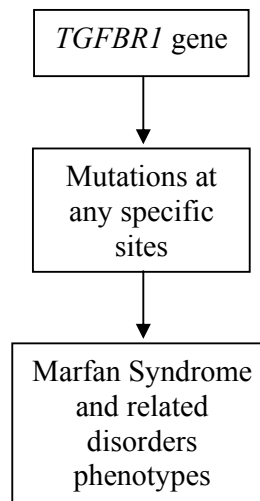 TGFBR1 gene
Mutations at
any specific
sites
Marfan Syndrome
and related
disorders
phenotypes